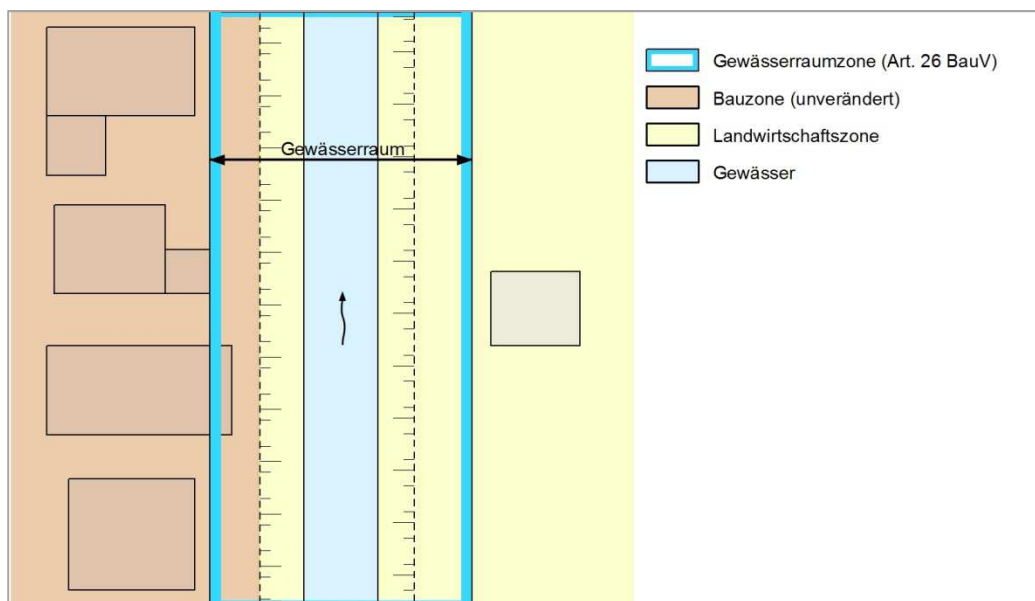 Gewässerraum
Gewässerraumzone (Art. 26 BauV)
Bauzone (unverändert)
Landwirtschaftszone
Gewässer